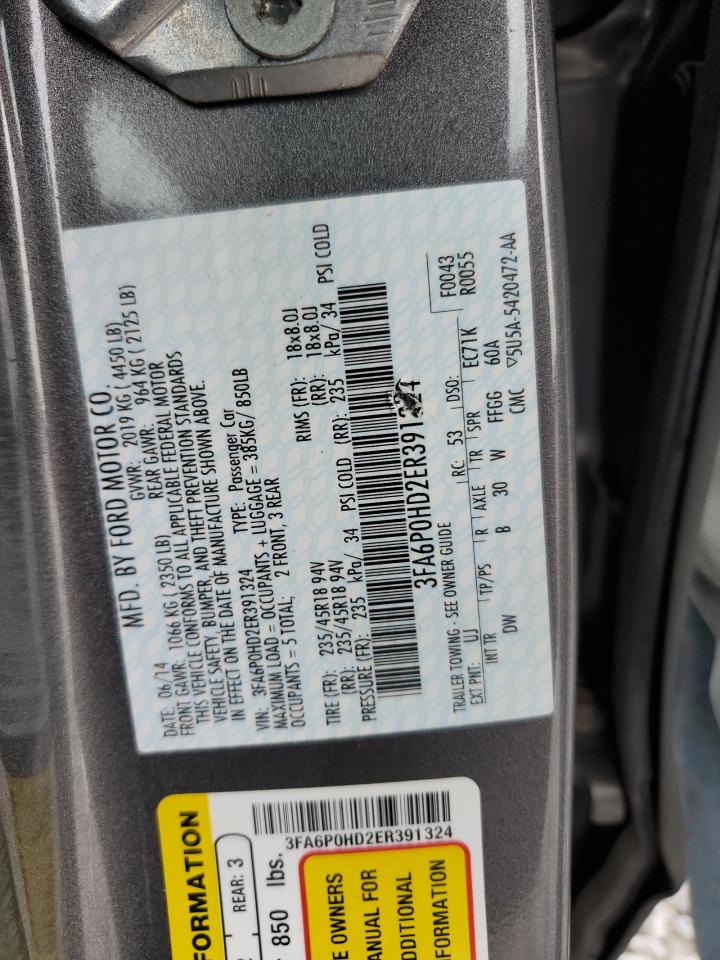 MFD. BY FORD MOTOR CO.
DATE: 06/14 GVWR: 2019 KG ( 4450 LB)
FRONT GAWR: 1066 KG ( 2350 LB) REAR GAWR: 964 KG ( 2125 LB)
THIS VEHICLE CONFORMS TO ALL APPLICABLE FEDERAL MOTOR
VEHICLE SAFETY, BUMPER, AND THEFT PREVENTION STANDARDS
IN EFFECT ON THE DATE OF MANUFACTURE SHOWN ABOVE.
VIN: 3FA6P0HD2ER391324 TYPE: Passenger Car
MAXIMUM LOAD = OCCUPANTS + LUGGAGE = 385KG/ 850LB
OCCUPANTS = 5 TOTAL; 2 FRONT, 3 REAR
TIRE (FR): 235/45R18 94V RIMS (FR): 18x8.0J
(RR): 235/45R18 94V (RR): 18x8.0J
PRESSURE (FR): 235 kPa/ 34 PSI COLD (RR): 235 kPa/ 34 PSI COLD
3FA6P0HD2ER391324
TRAILER TOWING - SEE OWNER GUIDE F0043
EXT PNT: UJ RC: 53 DSO: R0055
INT TR TP/PS R AXLE TR SPR EC71K
DW B 30 W FFGG 60A
CMC ▽5U5A-5420472-AA
FORMATION
REAR: 3
850 lbs.
3FA6P0HD2ER391324
E OWNERS
ANUAL FOR
DDITIONAL
FORMATION